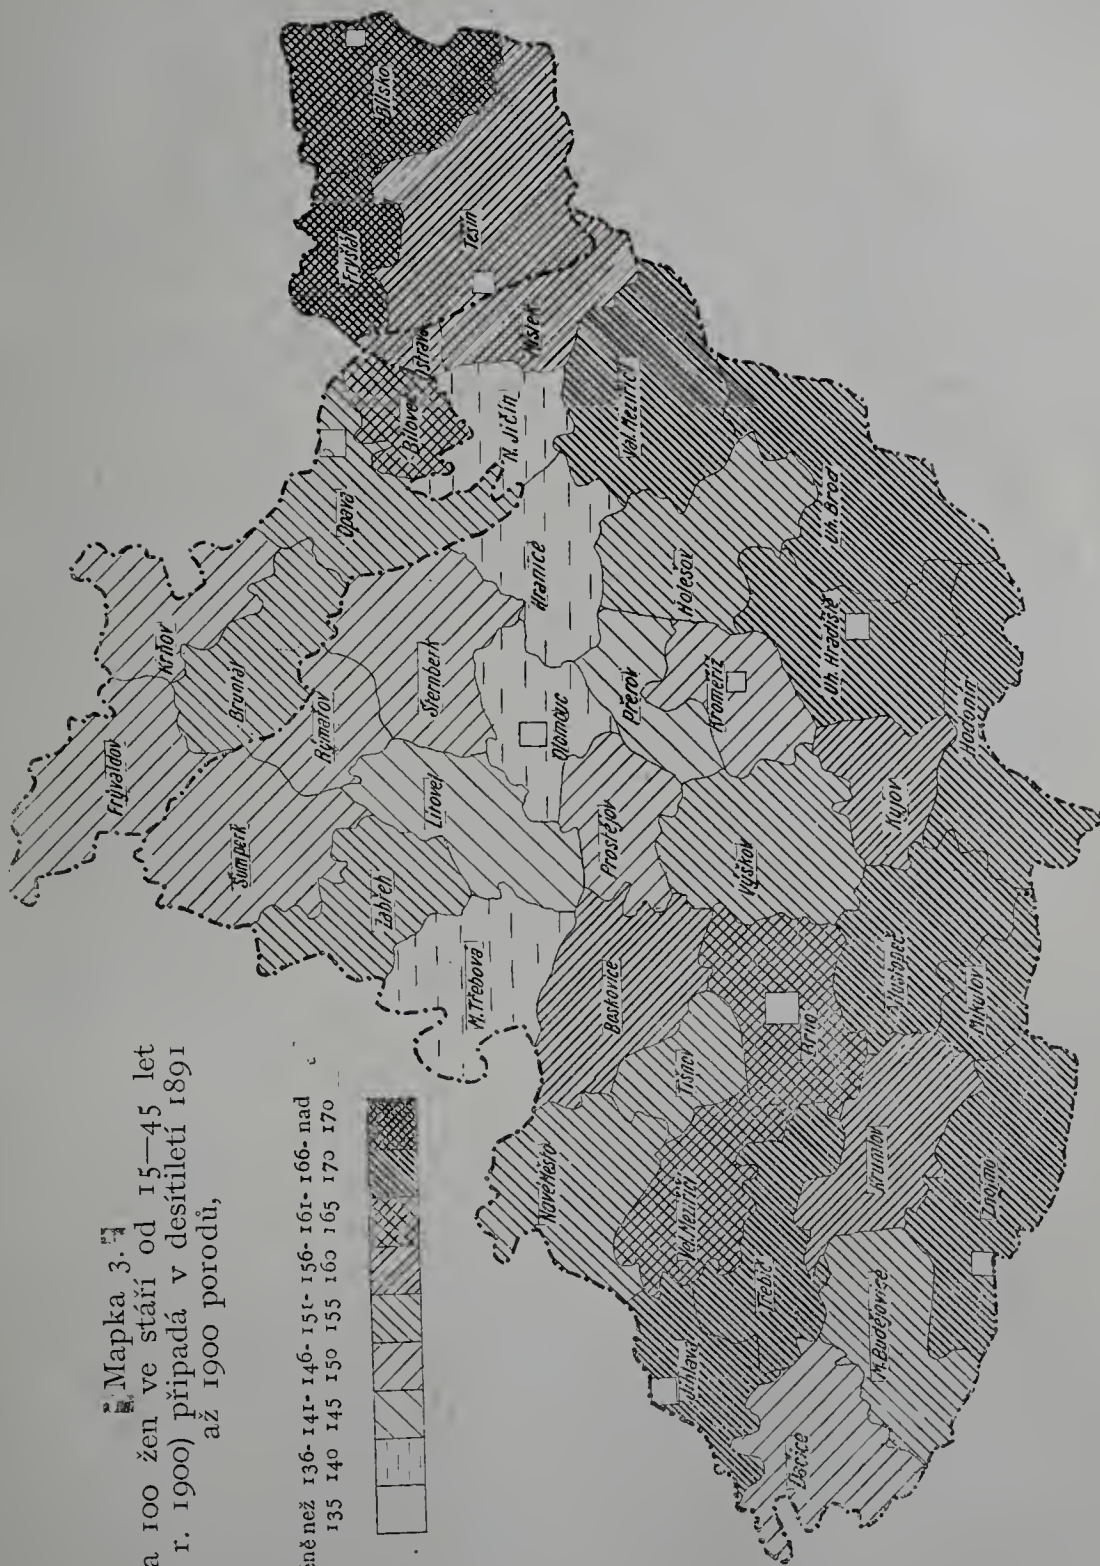 Mapka 3.
a 100 žen ve stáří od 15—45 let
r. 1900) připadá v desítiletí 1891
až 1900 porodů,
ně než 136- 141- 146- 151- 156- 161- 166- nad
135 140 145 150 155 160 165 170 170
Frývaldov
Krňov
Bruntál
Opava
Bílovec
Fryštát
Bílsko
Těšín
Místek
N. Jičín
Val. Meziříčí
Šumperk
Rýmařov
Šternberk
Hranice
Zábřeh
Litovel
Olomouc
Přerov
Holešov
M. Třebová
Prostějov
Kroměříž
Uh. Hradiště
Uh. Brod
Boskovice
Vyškov
Kyjov
Hodonín
Nové Město
Tišnov
Brno
Hustopeč
Mikulov
Vel. Meziříčí
Třebíč
Krumlov
Znojmo
Jihlava
Dačice
M. Budějovice